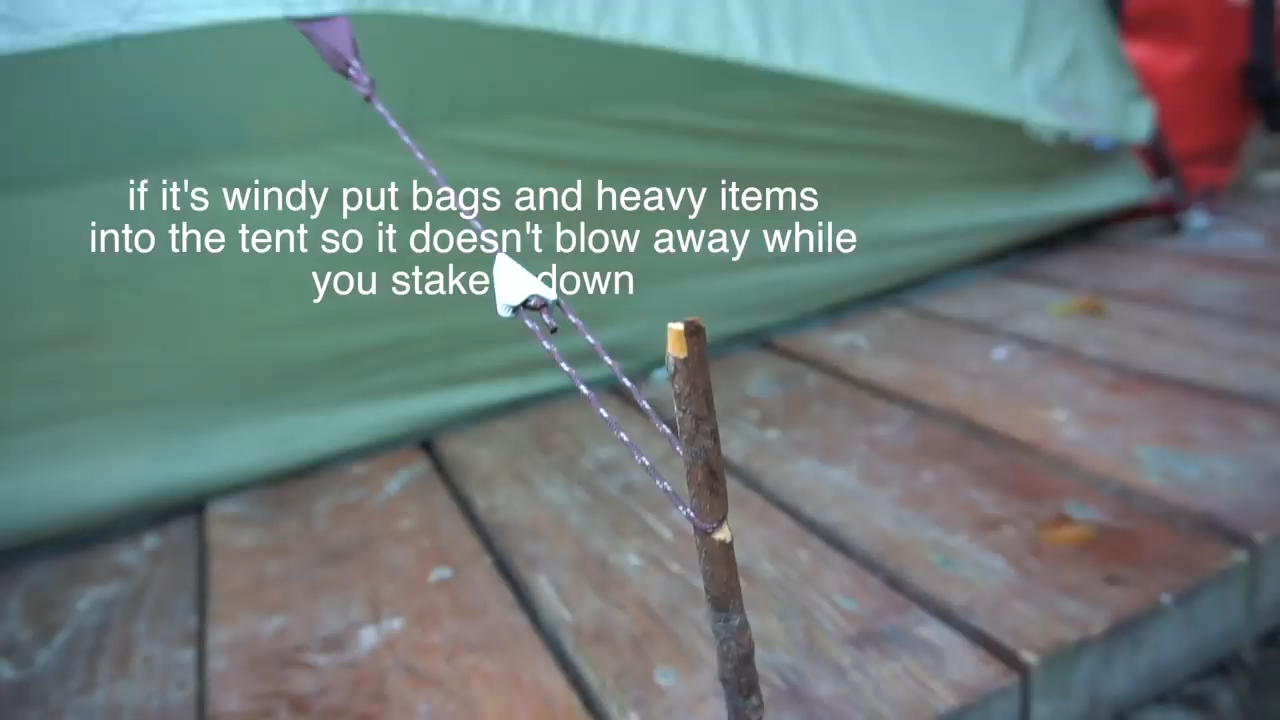 if it's windy put bags and heavy items
into the tent so it doesn't blow away while
you stake down